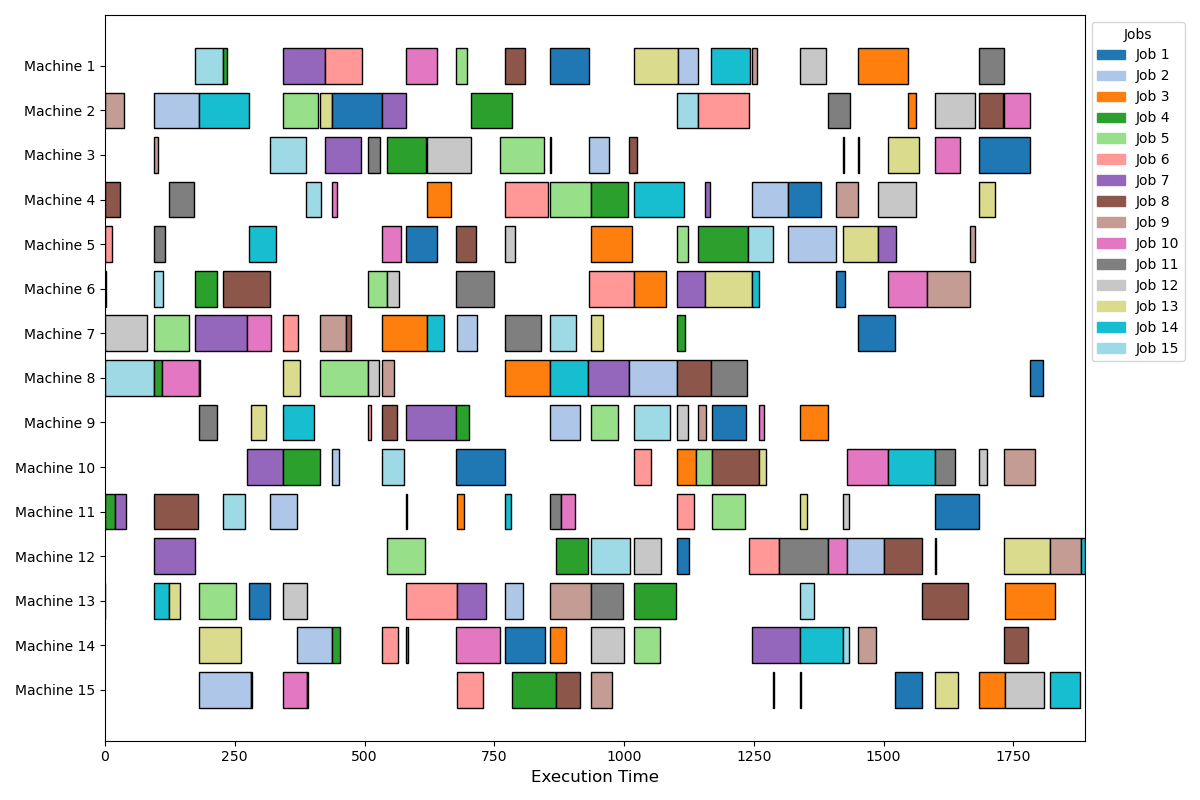 Machine 1
Machine 2
Machine 3
Machine 4
Machine 5
Machine 6
Machine 7
Machine 8
Machine 9
Machine 10
Machine 11
Machine 12
Machine 13
Machine 14
Machine 15
0
250
500
750
1000
1250
1500
1750
Execution Time
Jobs
Job 1
Job 2
Job 3
Job 4
Job 5
Job 6
Job 7
Job 8
Job 9
Job 10
Job 11
Job 12
Job 13
Job 14
Job 15